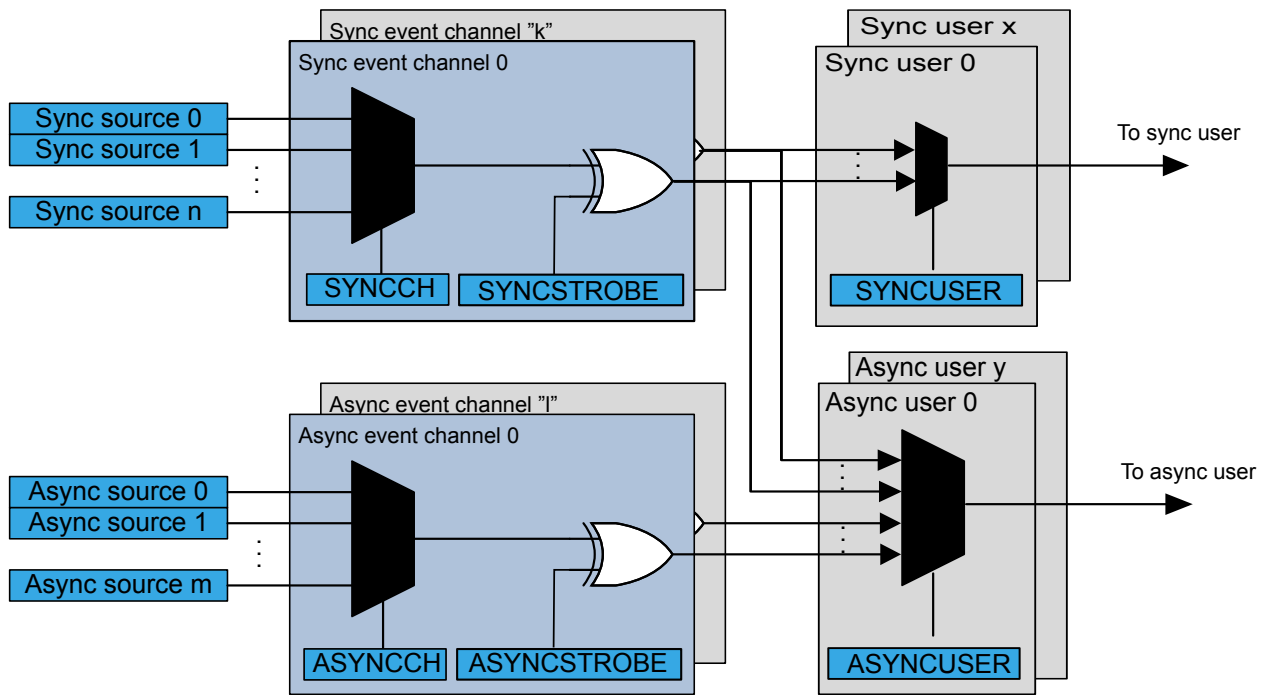 Sync event channel ”k”
Sync event channel 0
Sync source 0
Sync source 1
Sync source n
SYNCCH
SYNCSTROBE
Sync user x
Sync user 0
SYNCUSER
To sync user
Async event channel ”l”
Async event channel 0
Async source 0
Async source 1
Async source m
ASYNCCH
ASYNCSTROBE
Async user y
Async user 0
ASYNCUSER
To async user